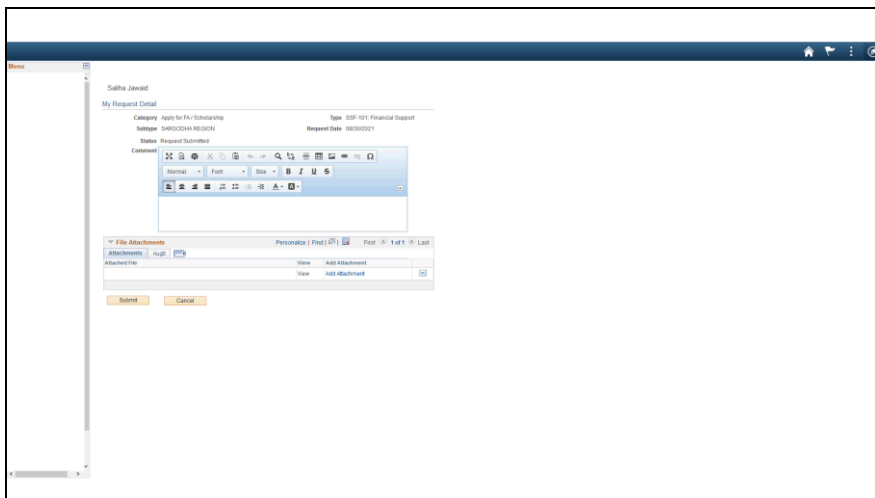 Menu
Saliha Jawaid
My Request Detail
Category Apply for FA / Scholarship Type SSF-101: Financial Support
Subtype SARGODHA REGION Request Date 08/30/2021
Status Request Submitted
Comment
Normal Font Size B I U S
File Attachments Personalize | Find | First 1 of 1 Last
Attachments Audit
Attached File View Add Attachment
View Add Attachment
Submit Cancel